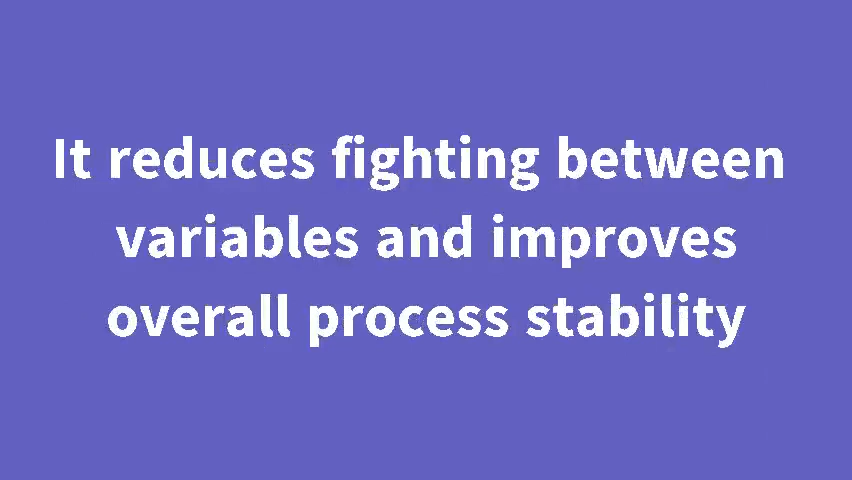 It reduces fighting between
variables and improves
overall process stability